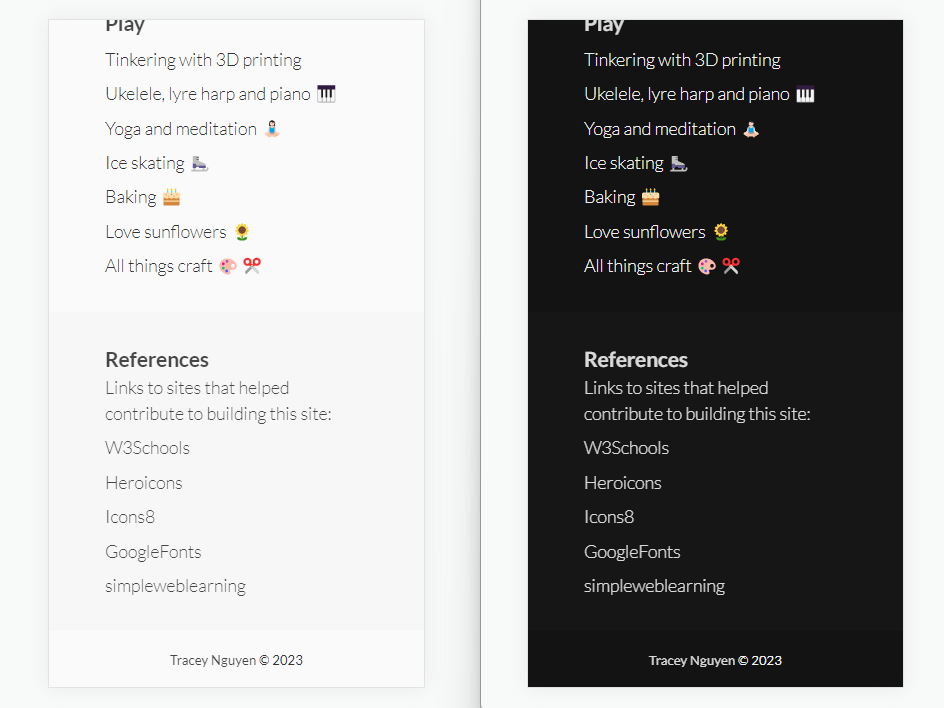 Play
Tinkering with 3D printing
Ukelele, lyre harp and piano 🎹
Yoga and meditation 🧘🏻‍♀️
Ice skating ⛸️
Baking 🎂
Love sunflowers 🌻
All things craft 🎨 ✂️
References
Links to sites that helped
contribute to building this site:
W3Schools
Heroicons
Icons8
GoogleFonts
simpleweblearning
Tracey Nguyen © 2023
Play
Tinkering with 3D printing
Ukelele, lyre harp and piano 🎹
Yoga and meditation 🧘🏻‍♀️
Ice skating ⛸️
Baking 🎂
Love sunflowers 🌻
All things craft 🎨 ✂️
References
Links to sites that helped
contribute to building this site:
W3Schools
Heroicons
Icons8
GoogleFonts
simpleweblearning
Tracey Nguyen © 2023